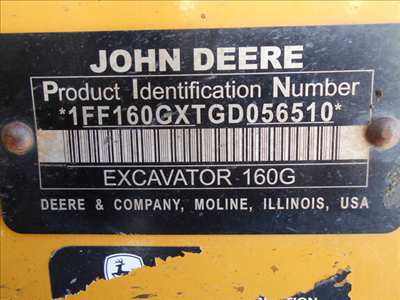 JOHN DEERE
Product Identification Number
*1FF160GXTGD056510*
EXCAVATOR 160G
DEERE & COMPANY, MOLINE, ILLINOIS, USA